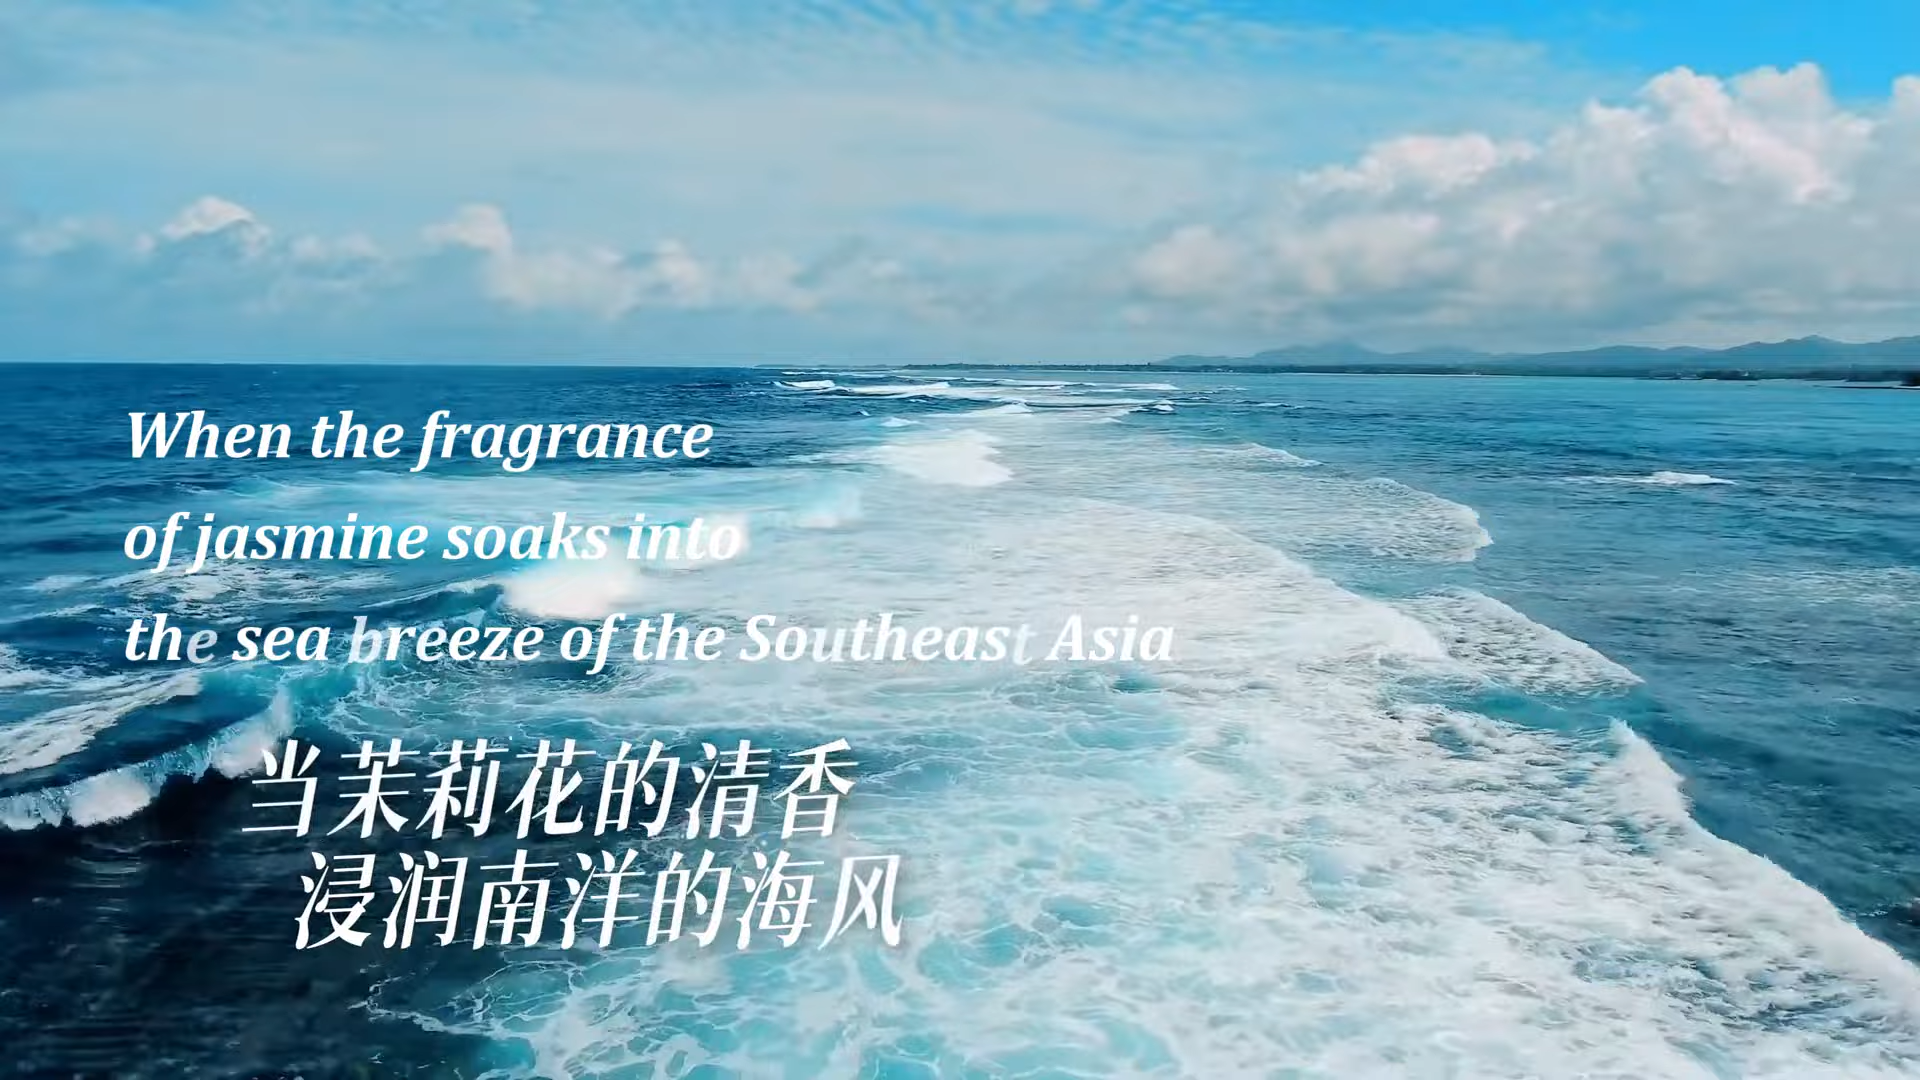 When the fragrance
of jasmine soaks into
the sea breeze of the Southeast Asia
当茉莉花的清香
浸润南洋的海风